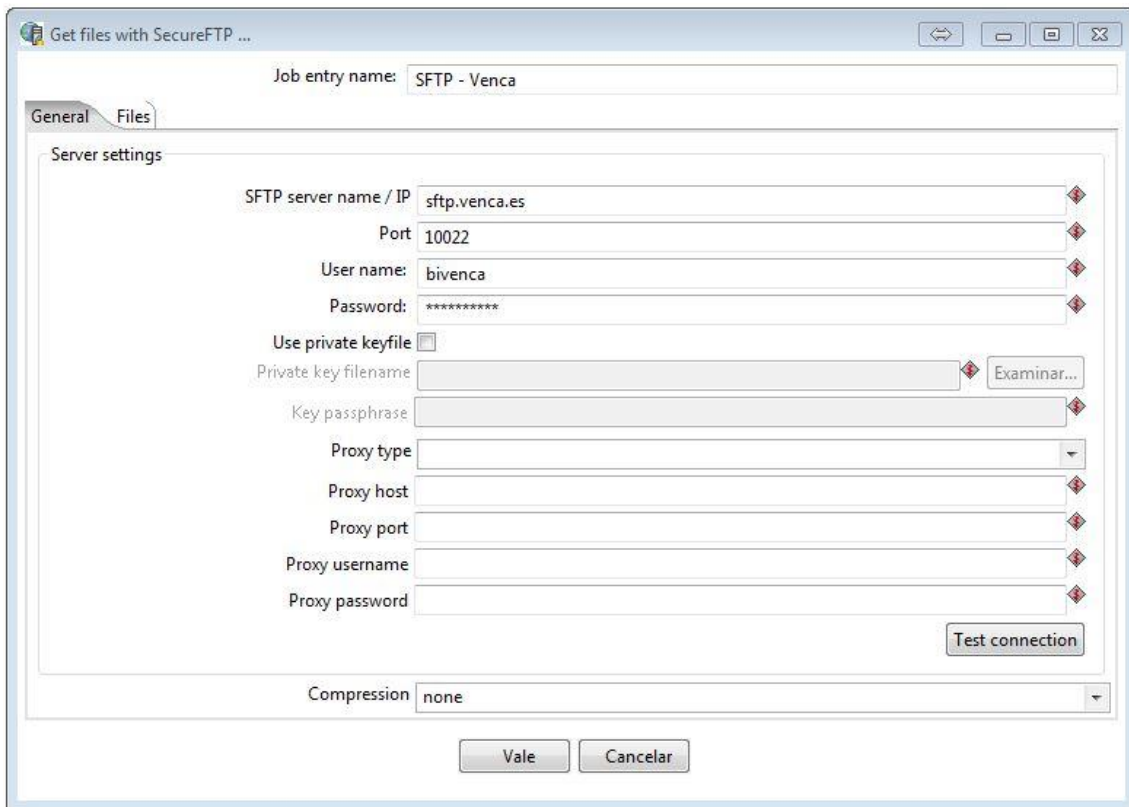 Get files with SecureFTP ...
Job entry name: SFTP - Venca
General Files
Server settings
SFTP server name / IP sftp.venca.es
Port 10022
User name: bivenca
Password: **********
Use private keyfile
Private key filename Examinar...
Key passphrase
Proxy type
Proxy host
Proxy port
Proxy username
Proxy password
Test connection
Compression none
Vale Cancelar